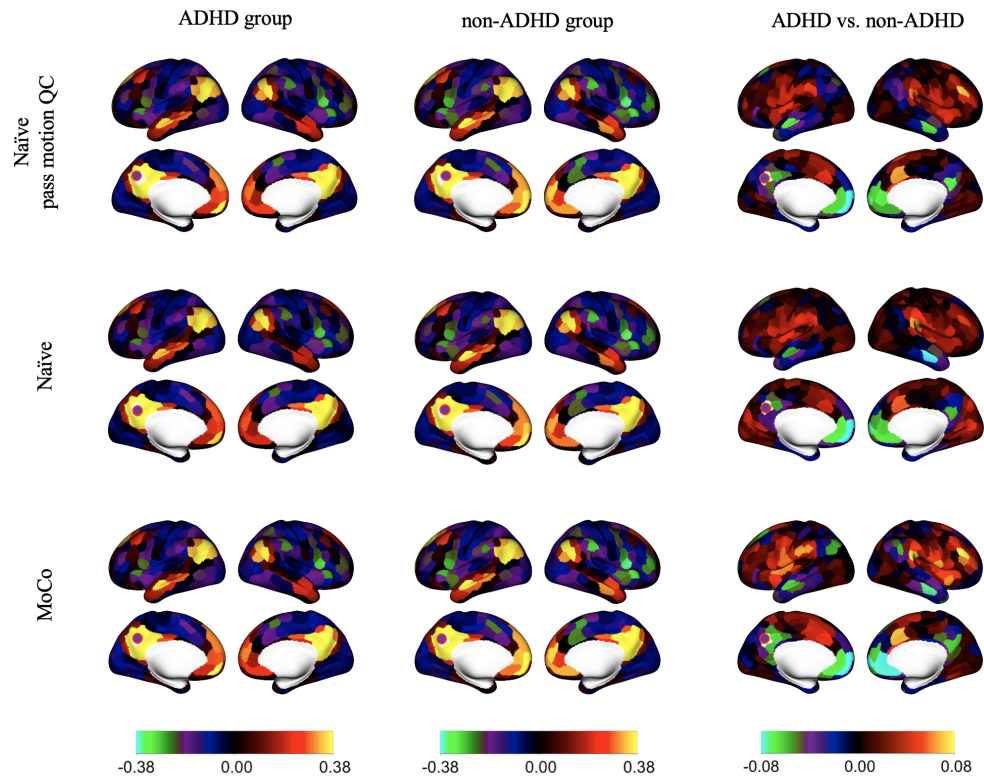 ADHD group
non-ADHD group
ADHD vs. non-ADHD
Naïve
pass motion QC
Naïve
MoCo
-0.38 0.00 0.38
-0.38 0.00 0.38
-0.08 0.00 0.08